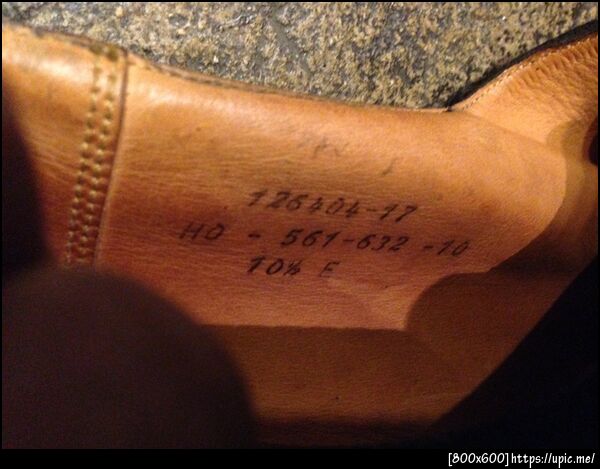 126404-17
HO - 561-632 -10
10½ E
[800x600]https://upic.me/